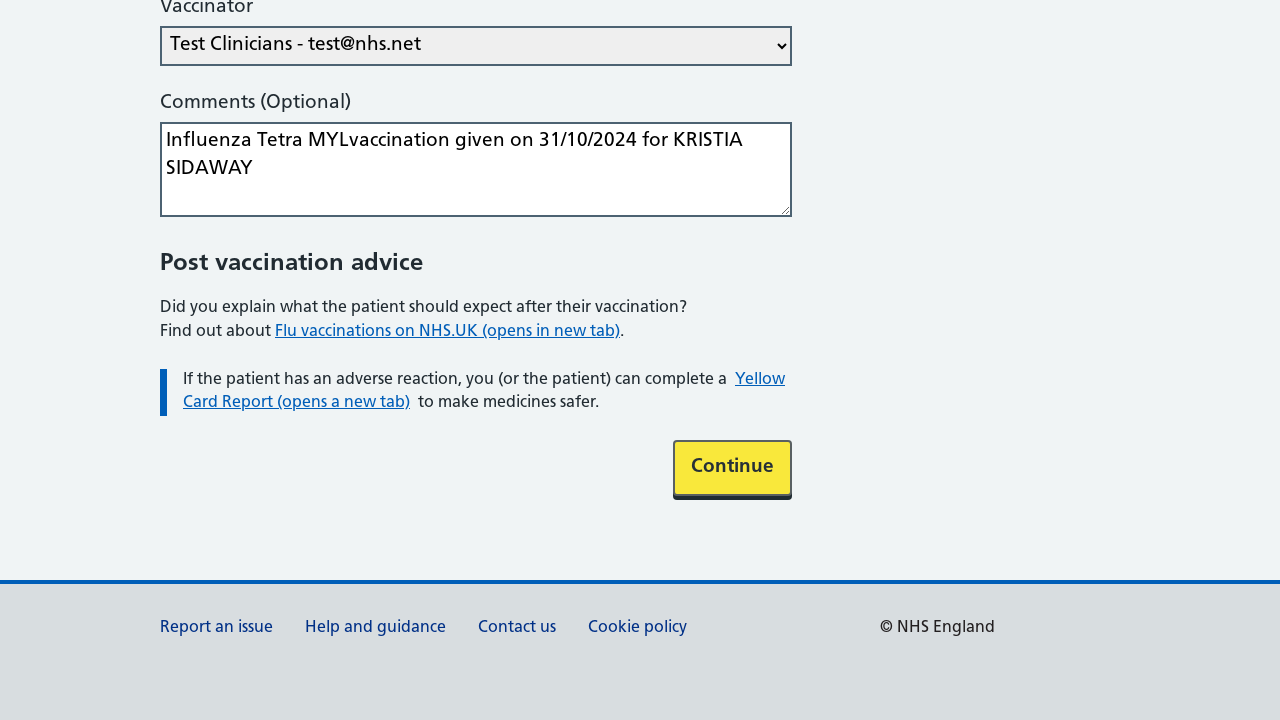 Vaccinator
Test Clinicians - test@nhs.net
Comments (Optional)
Influenza Tetra MYLvaccination given on 31/10/2024 for KRISTIA
SIDAWAY
Post vaccination advice
Did you explain what the patient should expect after their vaccination?
Find out about Flu vaccinations on NHS.UK (opens in new tab).
If the patient has an adverse reaction, you (or the patient) can complete a Yellow
Card Report (opens a new tab) to make medicines safer.
Continue
Report an issue Help and guidance Contact us Cookie policy © NHS England